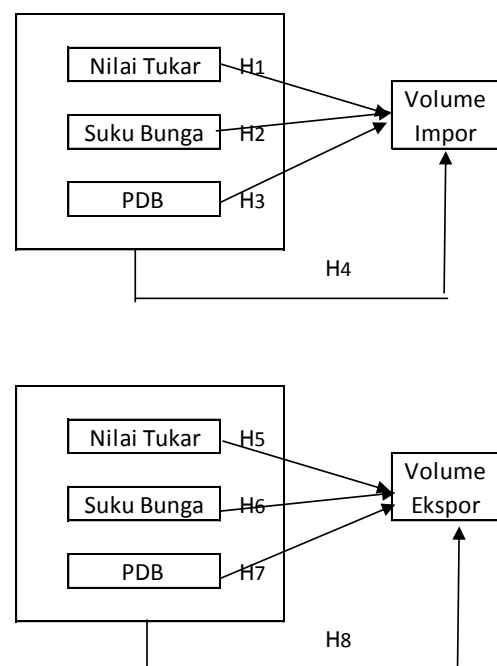 Nilai Tukar
H1
Suku Bunga
H2
PDB
H3
Volume
Impor
H4
Nilai Tukar
H5
Suku Bunga
H6
PDB
H7
Volume
Ekspor
H8